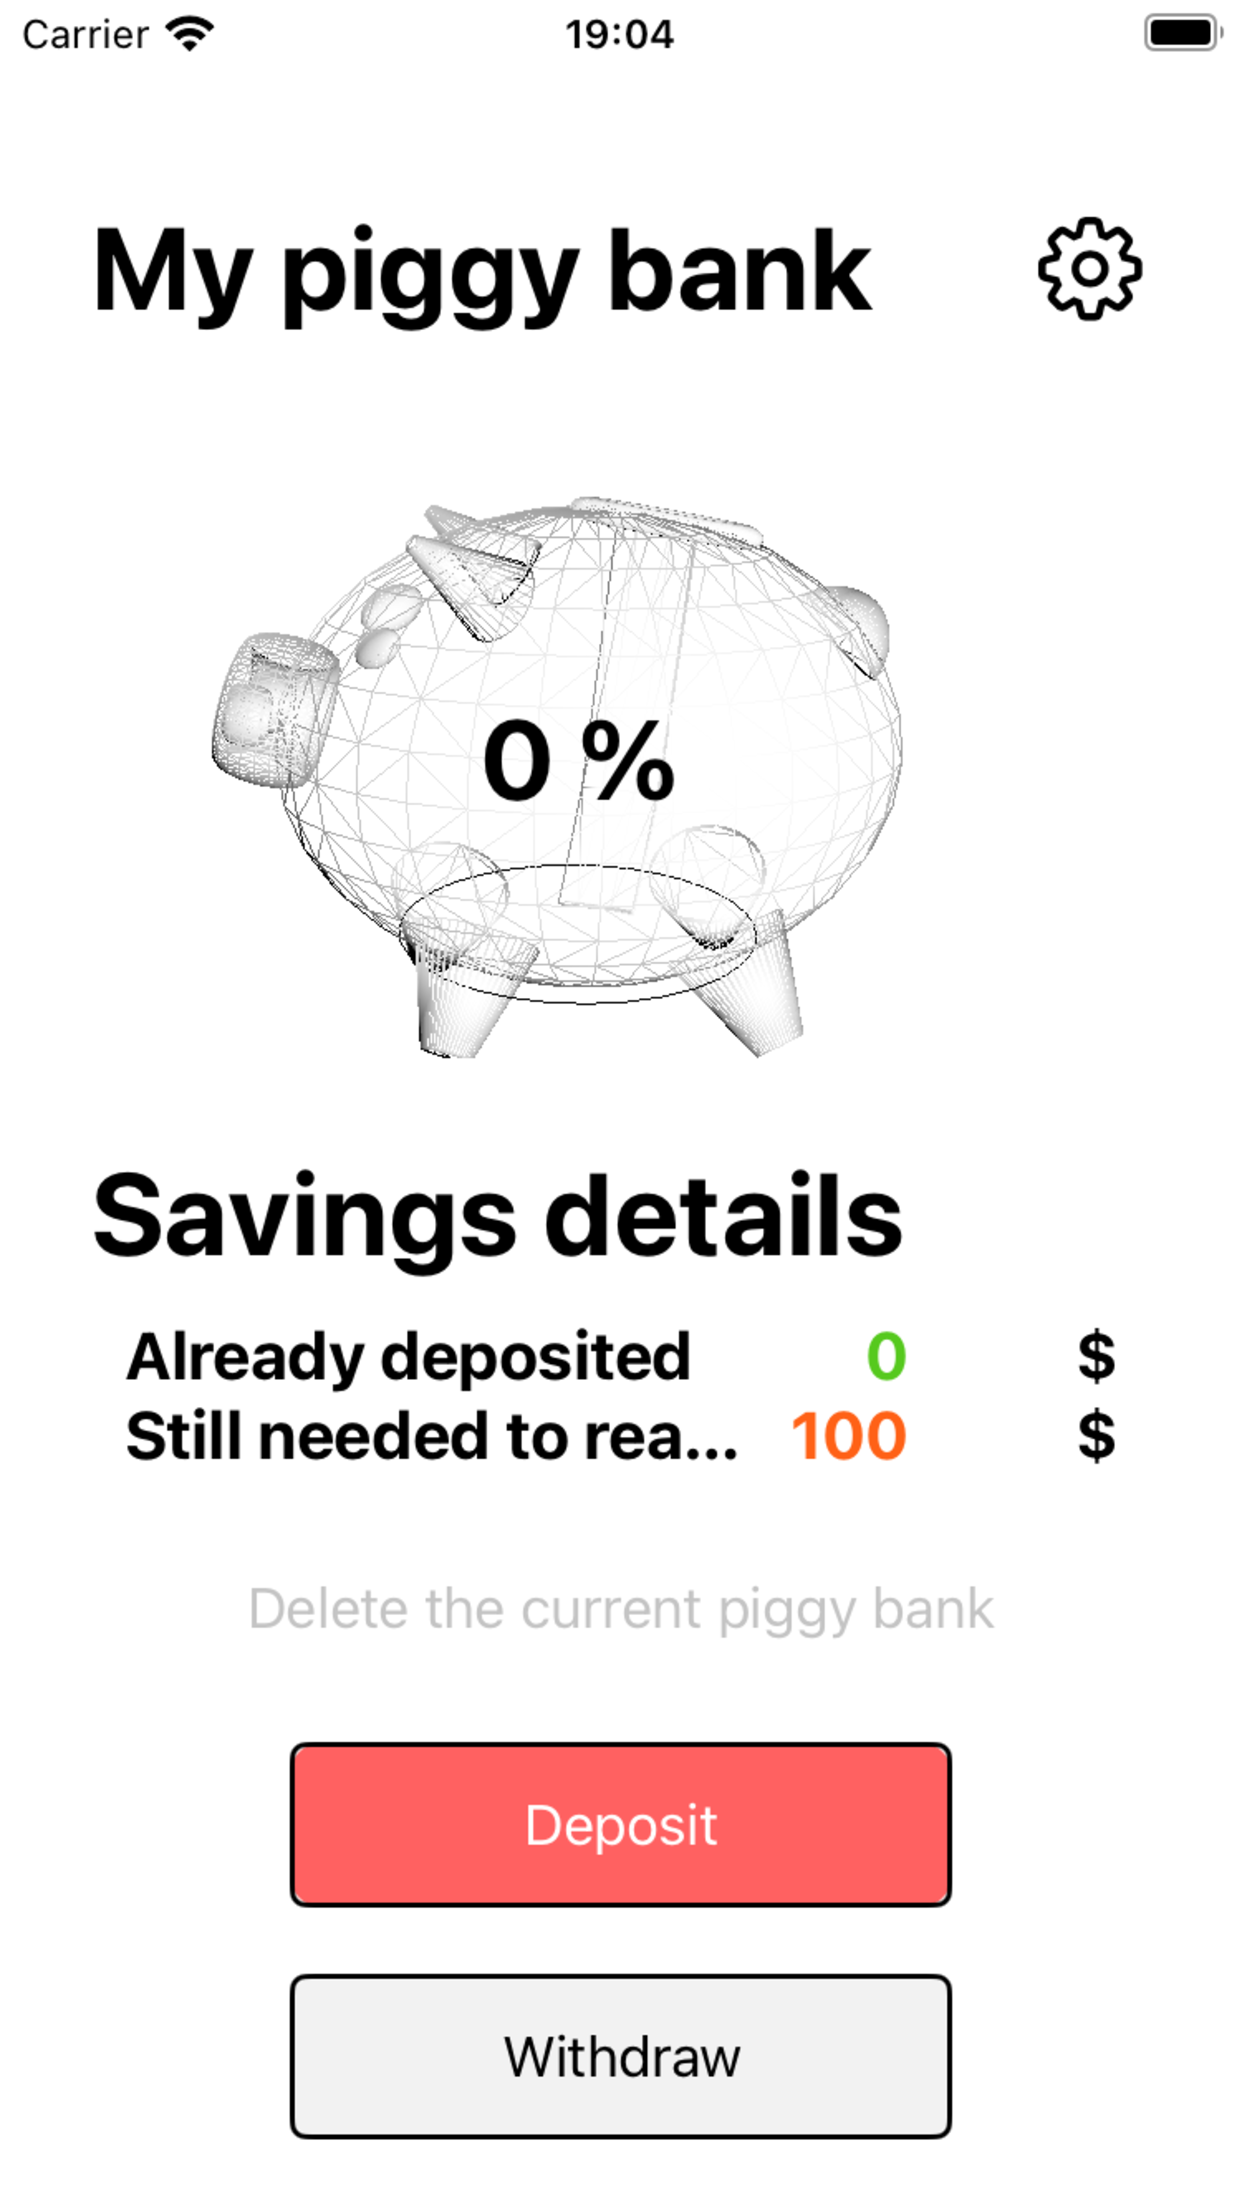 Carrier 19:04
My piggy bank
0 %
Savings details
Already deposited 0 $
Still needed to rea... 100 $
Delete the current piggy bank
Deposit
Withdraw